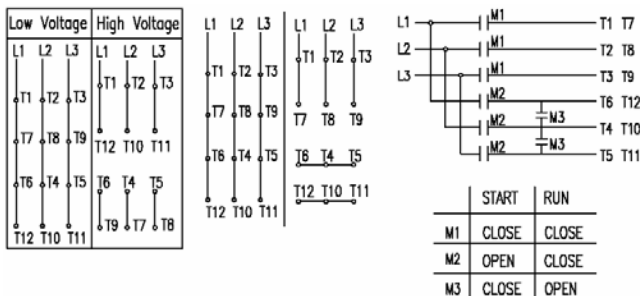 Low Voltage
L1 L2 L3
T1 T2 T3
T7 T8 T9
T6 T4 T5
T12 T10 T11
High Voltage
L1 L2 L3
T1 T2 T3
T12 T10 T11
T6 T4 T5
T9 T7 T8
L1 L2 L3
T1 T2 T3
T7 T8 T9
T6 T4 T5
T12 T10 T11
L1 L2 L3
T1 T2 T3
T7 T8 T9
T6 T4 T5
T12 T10 T11
L1 M1 T1 T7
L2 M1 T2 T8
L3 M1 T3 T9
M2 T6 T12
M3
M2 T4 T10
M3
M2 T5 T11
START RUN
M1 CLOSE CLOSE
M2 OPEN CLOSE
M3 CLOSE OPEN